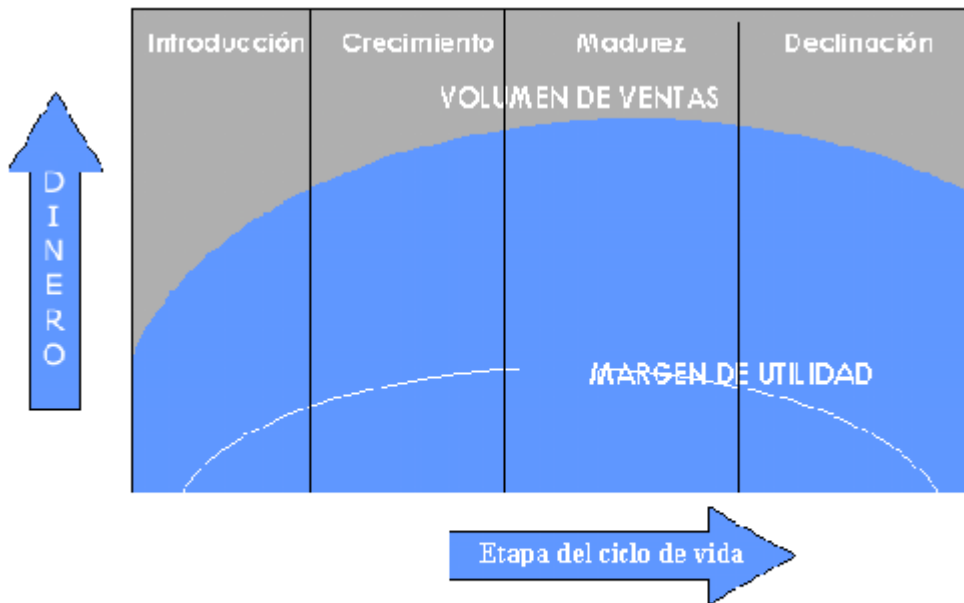 Introducción
Crecimiento
Madurez
Declinación
VOLUMEN DE VENTAS
DINERO
MARGEN DE UTILIDAD
Etapa del ciclo de vida